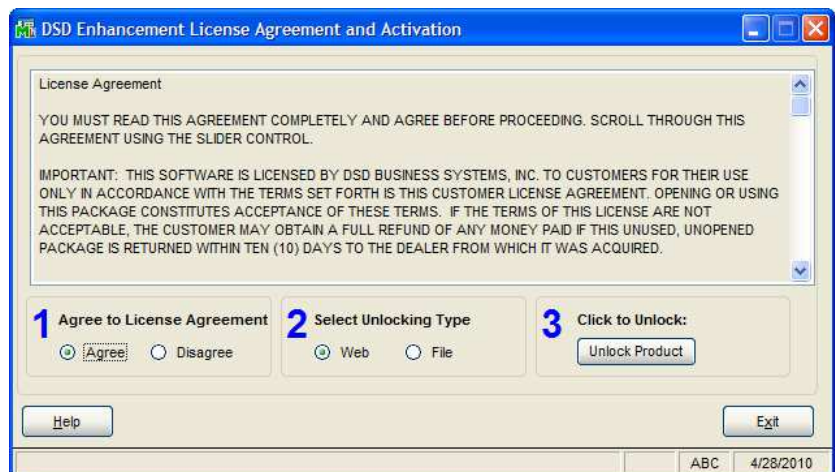 DSD Enhancement License Agreement and Activation
License Agreement
YOU MUST READ THIS AGREEMENT COMPLETELY AND AGREE BEFORE PROCEEDING. SCROLL THROUGH THIS
AGREEMENT USING THE SLIDER CONTROL.
IMPORTANT: THIS SOFTWARE IS LICENSED BY DSD BUSINESS SYSTEMS, INC. TO CUSTOMERS FOR THEIR USE
ONLY IN ACCORDANCE WITH THE TERMS SET FORTH IS THIS CUSTOMER LICENSE AGREEMENT. OPENING OR USING
THIS PACKAGE CONSTITUTES ACCEPTANCE OF THESE TERMS. IF THE TERMS OF THIS LICENSE ARE NOT
ACCEPTABLE, THE CUSTOMER MAY OBTAIN A FULL REFUND OF ANY MONEY PAID IF THIS UNUSED, UNOPENED
PACKAGE IS RETURNED WITHIN TEN (10) DAYS TO THE DEALER FROM WHICH IT WAS ACQUIRED.
1 Agree to License Agreement
Agree Disagree
2 Select Unlocking Type
Web File
3 Click to Unlock:
Unlock Product
Help Exit
ABC 4/28/2010